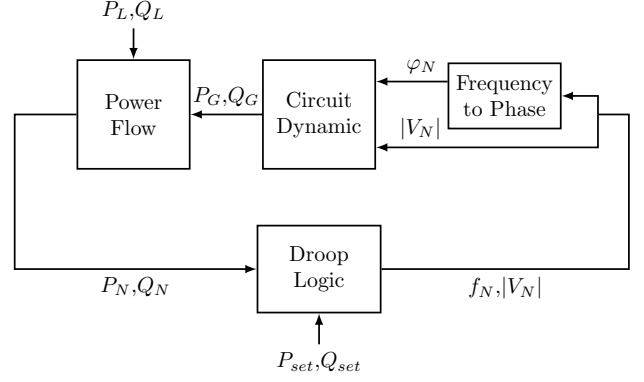 P_L,Q_L
φ_N
Frequency
to Phase
Power
Flow
P_G,Q_G
Circuit
Dynamic
|V_N|
Droop
Logic
P_N,Q_N
f_N,|V_N|
P_set,Q_set